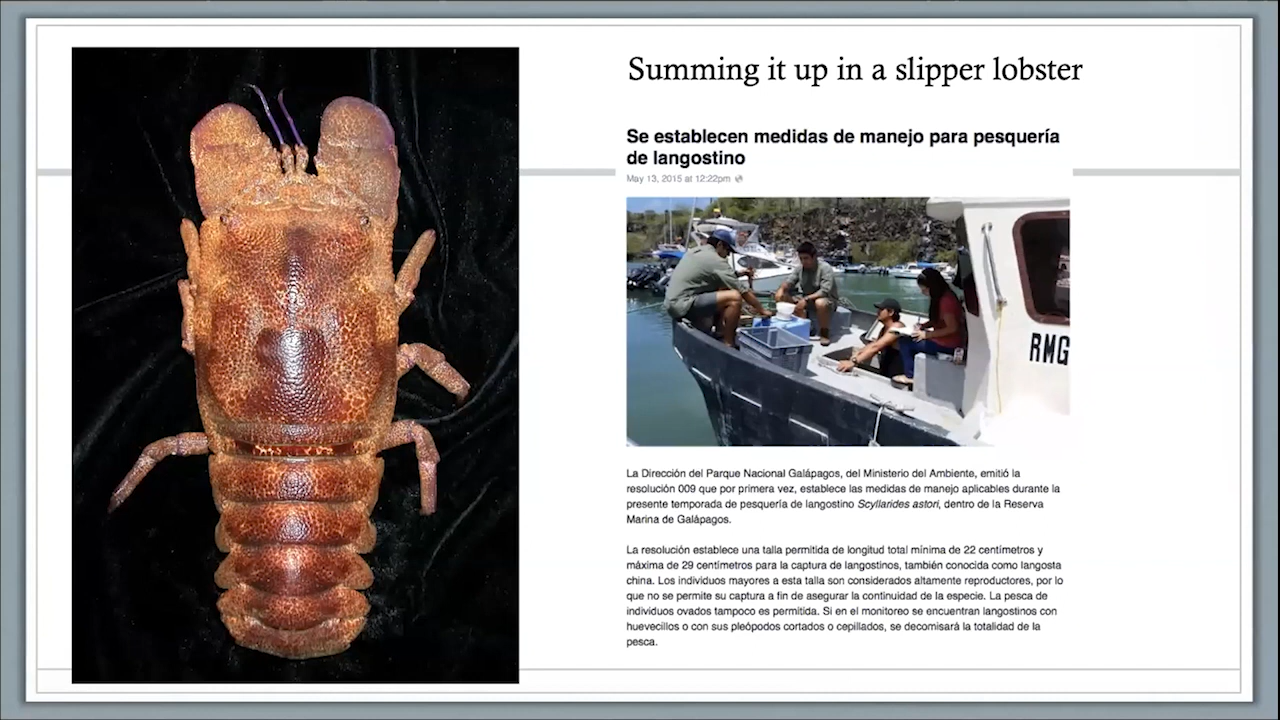 Summing it up in a slipper lobster
Se establecen medidas de manejo para pesquería
de langostino
May 13, 2015 at 12:22pm
RMG
La Dirección del Parque Nacional Galápagos, del Ministerio del Ambiente, emitió la
resolución 009 que por primera vez, establece las medidas de manejo aplicables durante la
presente temporada de pesquería de langostino Scyllarides astori, dentro de la Reserva
Marina de Galápagos.
La resolución establece una talla permitida de longitud total mínima de 22 centímetros y
máxima de 29 centímetros para la captura de langostinos, también conocida como langosta
china. Los individuos mayores a esta talla son considerados altamente reproductores, por lo
que no se permite su captura a fin de asegurar la continuidad de la especie. La pesca de
individuos ovados tampoco es permitida. Si en el monitoreo se encuentran langostinos con
huevecillos o con sus pleópodos cortados o cepillados, se decomisará la totalidad de la
pesca.